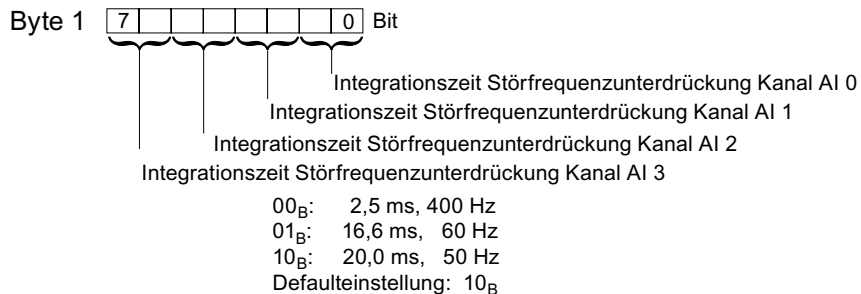 Byte 1 7 0 Bit
Integrationszeit Störfrequenzunterdrückung Kanal AI 0
Integrationszeit Störfrequenzunterdrückung Kanal AI 1
Integrationszeit Störfrequenzunterdrückung Kanal AI 2
Integrationszeit Störfrequenzunterdrückung Kanal AI 3
00B: 2,5 ms, 400 Hz
01B: 16,6 ms, 60 Hz
10B: 20,0 ms, 50 Hz
Defaulteinstellung: 10B